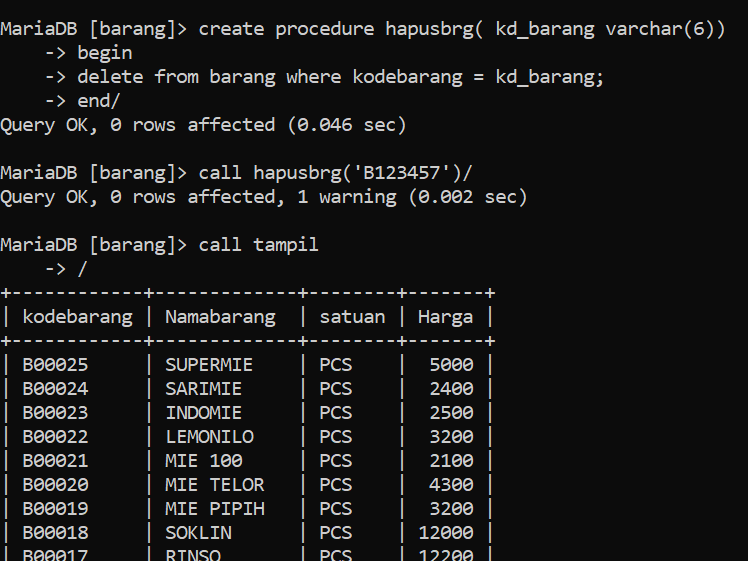 MariaDB [barang]> create procedure hapusbrg( kd_barang varchar(6))
    -> begin
    -> delete from barang where kodebarang = kd_barang;
    -> end/
Query OK, 0 rows affected (0.046 sec)

MariaDB [barang]> call hapusbrg('B123457')/
Query OK, 0 rows affected, 1 warning (0.002 sec)

MariaDB [barang]> call tampil
    -> /
+------------+-------------+--------+-------+
| kodebarang | Namabarang  | satuan | Harga |
+------------+-------------+--------+-------+
| B00025     | SUPERMIE    | PCS    |  5000 |
| B00024     | SARIMIE     | PCS    |  2400 |
| B00023     | INDOMIE     | PCS    |  2500 |
| B00022     | LEMONILO    | PCS    |  3200 |
| B00021     | MIE 100     | PCS    |  2100 |
| B00020     | MIE TELOR   | PCS    |  4300 |
| B00019     | MIE PIPIH   | PCS    |  3200 |
| B00018     | SOKLIN      | PCS    | 12000 |
| B00017     | RINSO       | PCS    | 12200 |